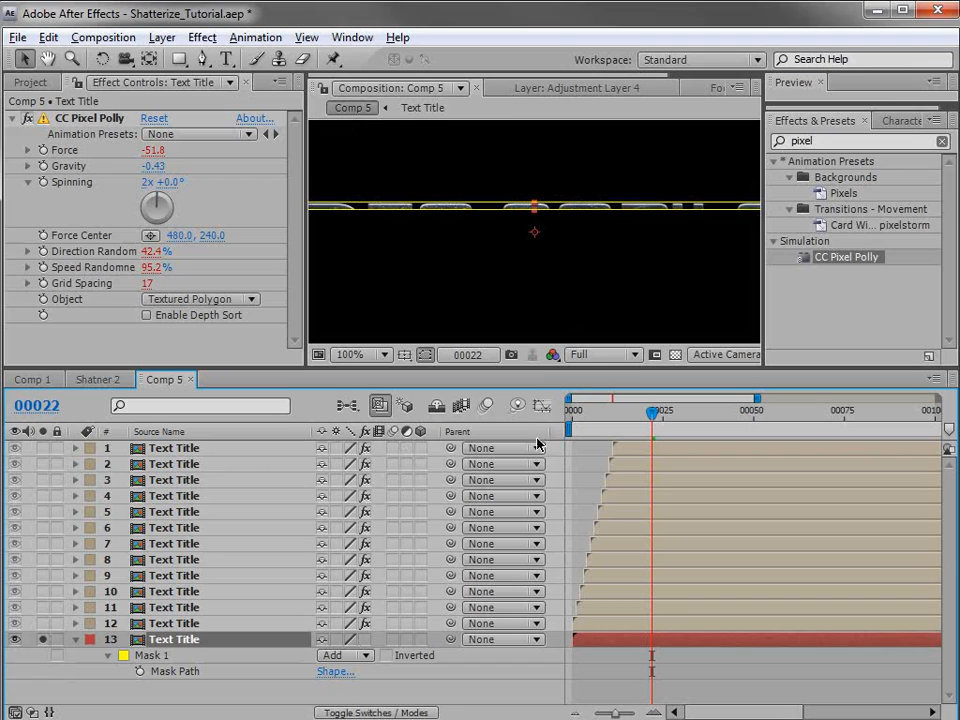 Adobe After Effects - Shatterize_Tutorial.aep *
File Edit Composition Layer Effect Animation View Window Help
Workspace: Standard
Search Help
Project Effect Controls: Text Title
Composition: Comp 5 Layer: Adjustment Layer 4 Fo
Preview
Comp 5 • Text Title
Comp 5 Text Title
Effects & Presets Characte
CC Pixel Polly Reset About...
Animation Presets: None
pixel
Force -51.8
Gravity -0.43
Spinning 2x +0.0°
Force Center 480.0, 240.0
Direction Random 42.4 %
Speed Randomne 95.2 %
Grid Spacing 17
Object Textured Polygon
Enable Depth Sort
* Animation Presets
Backgrounds
Pixels
Transitions - Movement
Card Wi... pixelstorm
Simulation
CC Pixel Polly
100% 00022 Full Active Camera
Comp 1 Shatner 2 Comp 5
00022
0000 00025 00050 00075 0010
# Source Name Parent
1 Text Title None
2 Text Title None
3 Text Title None
4 Text Title None
5 Text Title None
6 Text Title None
7 Text Title None
8 Text Title None
9 Text Title None
10 Text Title None
11 Text Title None
12 Text Title None
13 Text Title None
Mask 1 Add Inverted
Mask Path Shape...
Toggle Switches / Modes